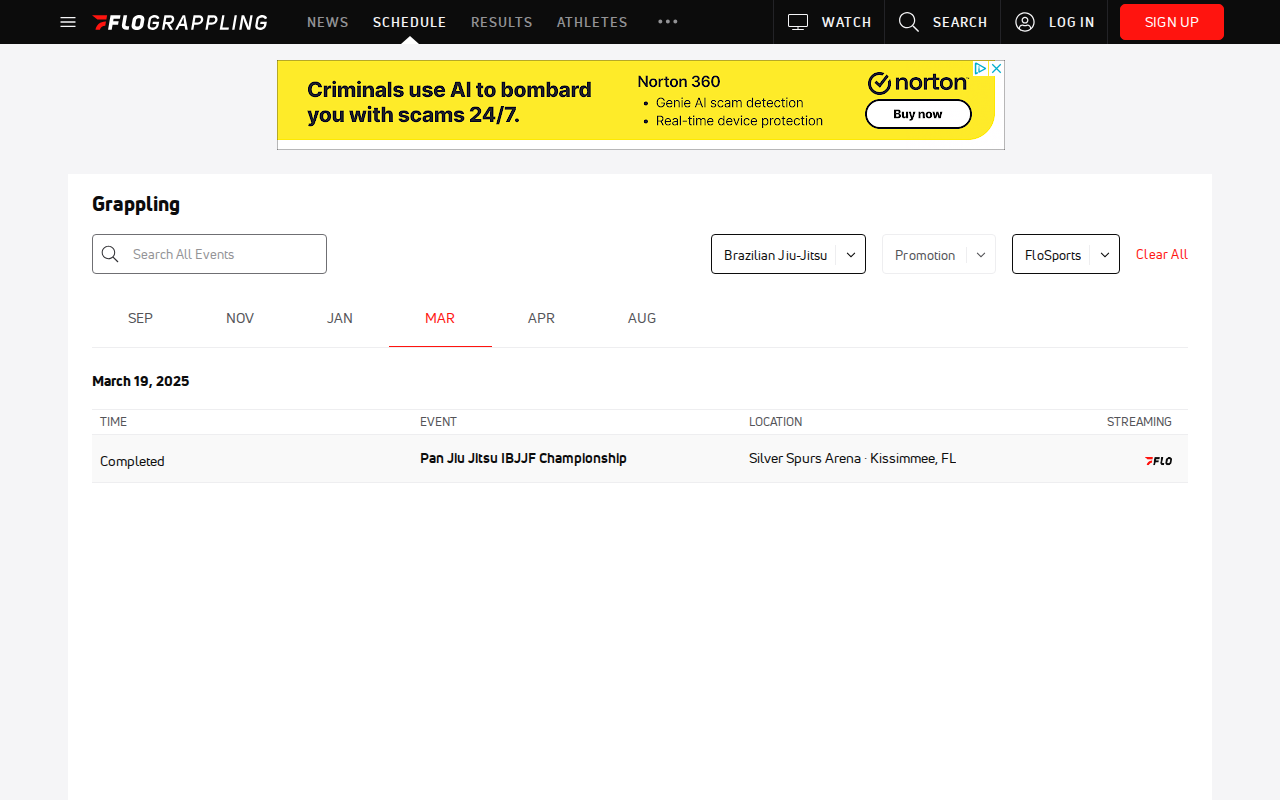 FLOGRAPPLING NEWS SCHEDULE RESULTS ATHLETES WATCH SEARCH LOG IN SIGN UP
Criminals use AI to bombard
you with scams 24/7.
Norton 360
• Genie AI scam detection
• Real-time device protection
norton
Buy now
Grappling
Search All Events Brazilian Jiu-Jitsu Promotion FloSports Clear All
SEP NOV JAN MAR APR AUG
March 19, 2025
TIME EVENT LOCATION STREAMING
Completed Pan Jiu Jitsu IBJJF Championship Silver Spurs Arena · Kissimmee, FL FLO